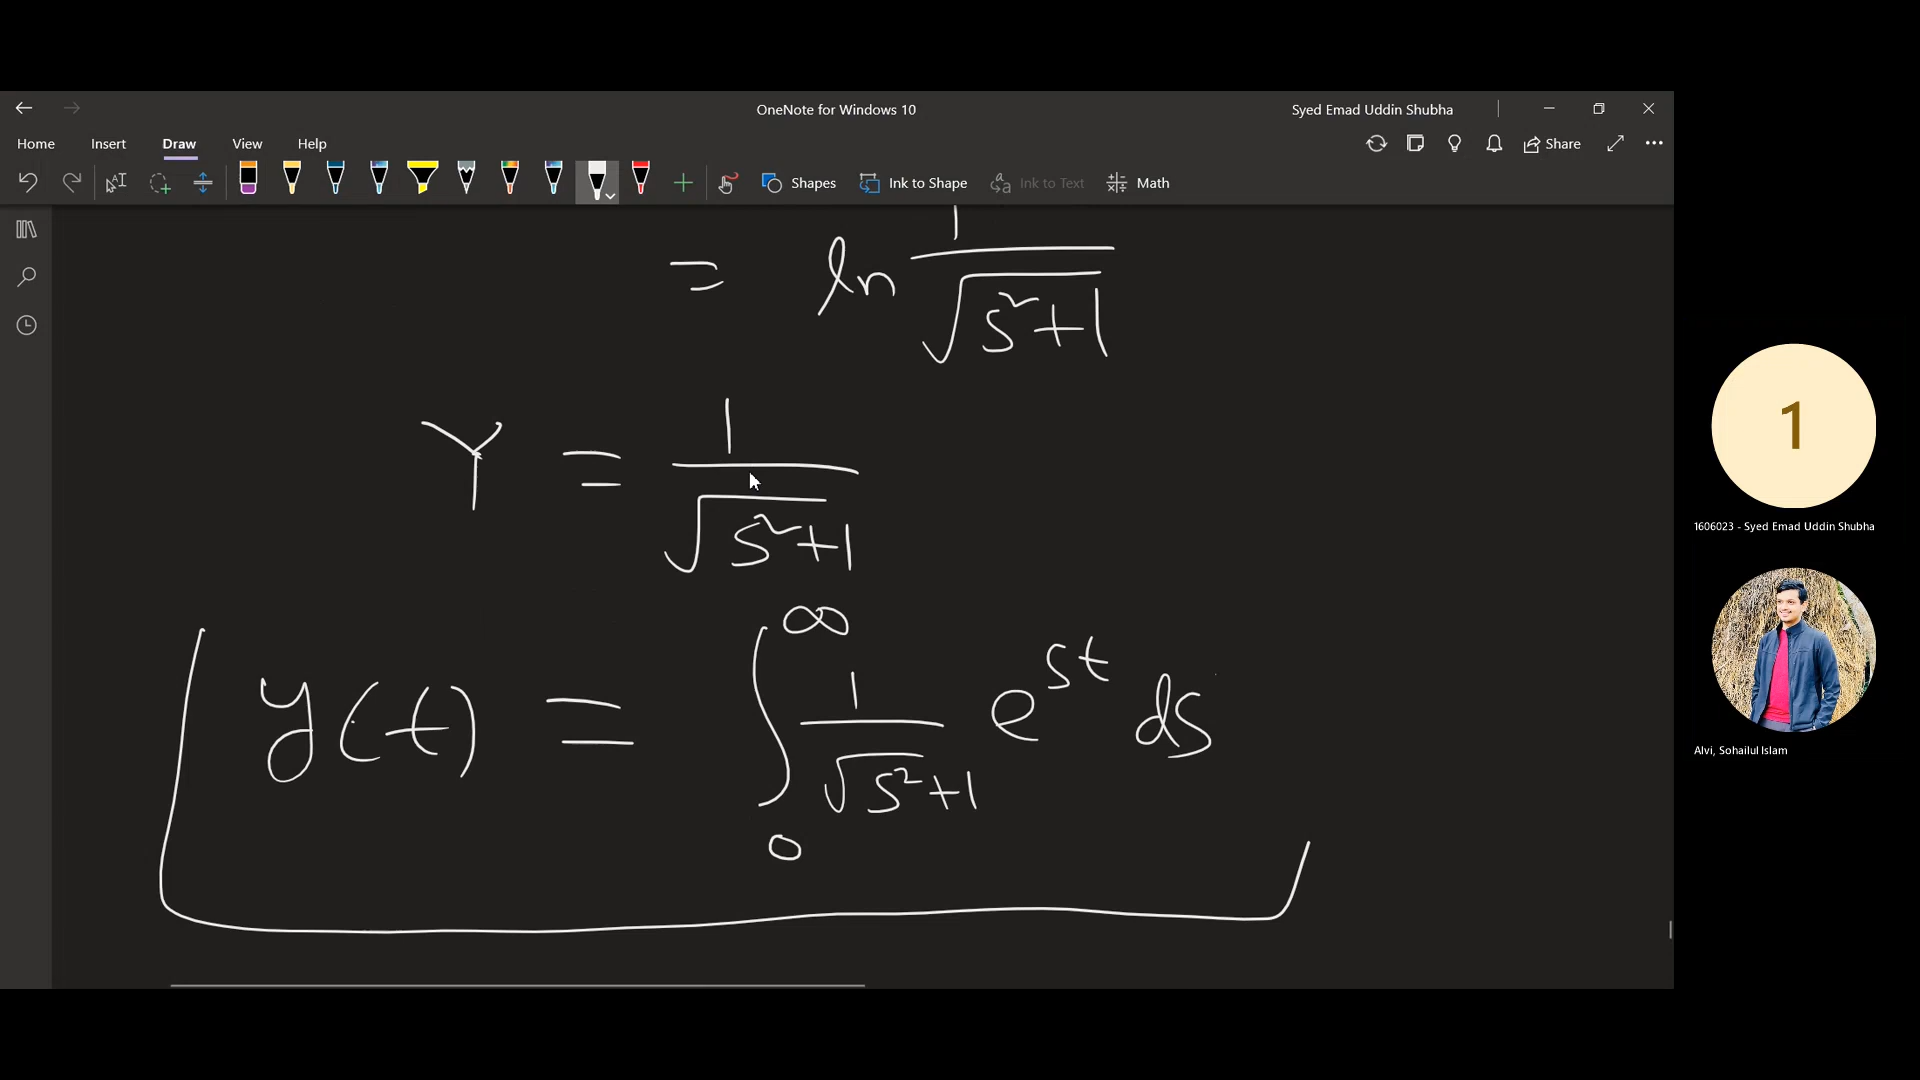 OneNote for Windows 10
Syed Emad Uddin Shubha
Home Insert Draw View Help
Share
Shapes Ink to Shape Ink to Text Math
= ln 1/√(s²+1)
Y = 1/√(s²+1)
y(t) = ∫₀^∞ 1/√(s²+1) e^(st) ds
1
1606023 - Syed Emad Uddin Shubha
Alvi, Sohailul Islam